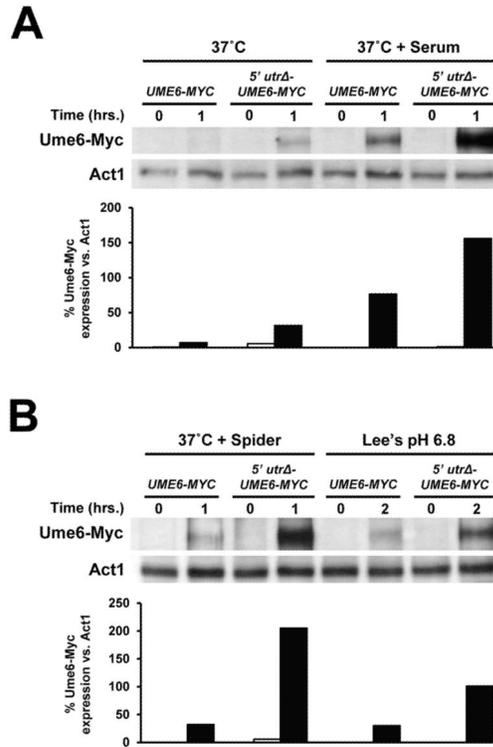 A
37˚C 37˚C + Serum
UME6-MYC 5' utrΔ-UME6-MYC UME6-MYC 5' utrΔ-UME6-MYC
Time (hrs.) 0 1 0 1 0 1 0 1
Ume6-Myc
Act1
% Ume6-Myc expression vs. Act1
200
150
100
50
0
B
37˚C + Spider Lee's pH 6.8
UME6-MYC 5' utrΔ-UME6-MYC UME6-MYC 5' utrΔ-UME6-MYC
Time (hrs.) 0 1 0 1 0 2 0 2
Ume6-Myc
Act1
% Ume6-Myc expression vs. Act1
250
200
150
100
50
0